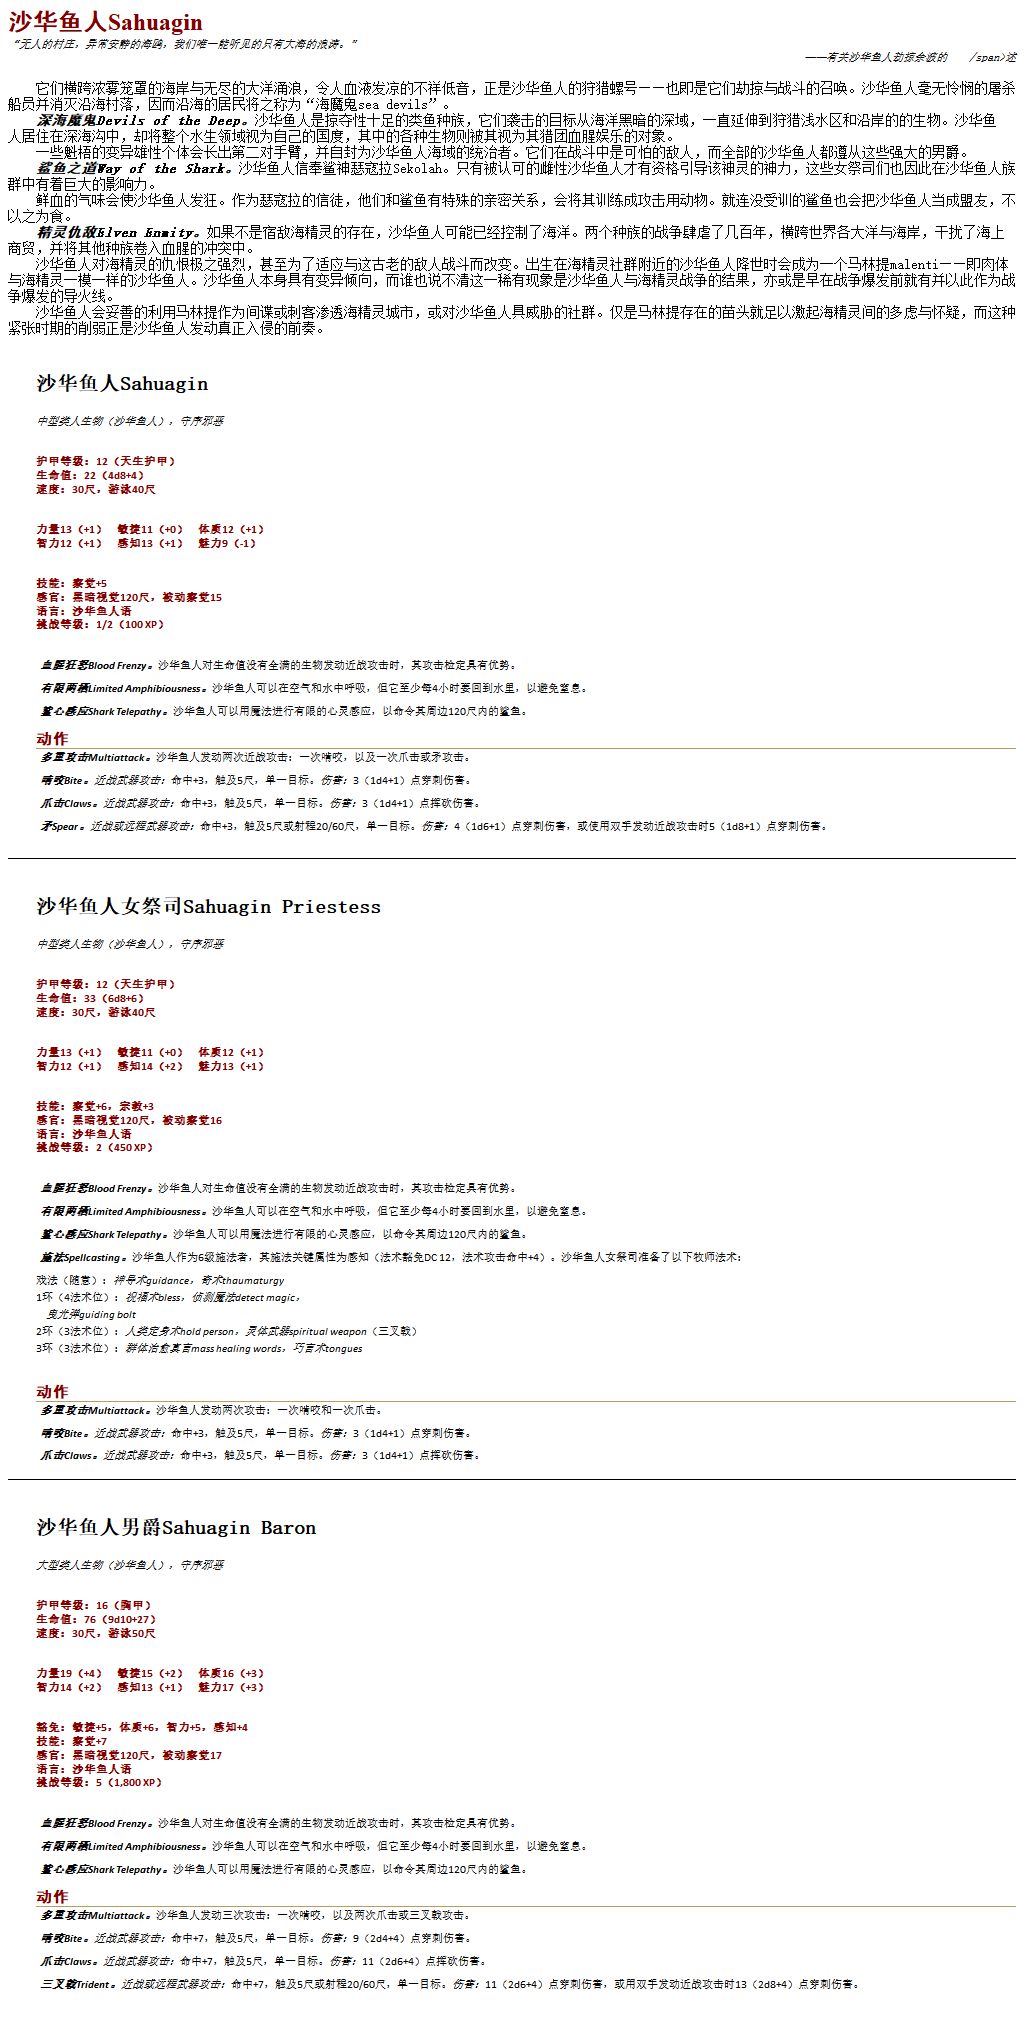 沙华鱼人Sahuagin
“无人的村庄，异常安静的海鸥，我们唯一能听见的只有大海的浪涛。”
——有关沙华鱼人劫掠余波的 /span>述
它们横跨浓雾笼罩的海岸与无尽的大洋涌浪，令人血液发凉的不祥低音，正是沙华鱼人的狩猎螺号——也即是它们劫掠与战斗的召唤。沙华鱼人毫无怜悯的屠杀
船员并消灭沿海村落，因而沿海的居民将之称为“海魔鬼sea devils”。
深海魔鬼Devils of the Deep。沙华鱼人是掠夺性十足的类鱼种族，它们袭击的目标从海洋黑暗的深域，一直延伸到狩猎浅水区和沿岸的的生物。沙华鱼
人居住在深海沟中，却将整个水生领域视为自己的国度，其中的各种生物则被其视为其猎团血腥娱乐的对象。
一些魁梧的变异雄性个体会长出第二对手臂，并自封为沙华鱼人海域的统治者。它们在战斗中是可怕的敌人，而全部的沙华鱼人都遵从这些强大的男爵。
鲨鱼之道Way of the Shark。沙华鱼人信奉鲨神瑟寇拉Sekolah。只有被认可的雌性沙华鱼人才有资格引导该神灵的神力，这些女祭司们也因此在沙华鱼人族
群中有着巨大的影响力。
鲜血的气味会使沙华鱼人发狂。作为瑟寇拉的信徒，他们和鲨鱼有特殊的亲密关系，会将其训练成攻击用动物。就连没受训的鲨鱼也会把沙华鱼人当成盟友，不
以之为食。
精灵仇敌Elven Enmity。如果不是宿敌海精灵的存在，沙华鱼人可能已经控制了海洋。两个种族的战争肆虐了几百年，横跨世界各大洋与海岸，干扰了海上
商贸，并将其他种族卷入血腥的冲突中。
沙华鱼人对海精灵的仇恨极之强烈，甚至为了适应与这古老的敌人战斗而改变。出生在海精灵社群附近的沙华鱼人降世时会成为一个马林提malenti——即肉体
与海精灵一模一样的沙华鱼人。沙华鱼人本身具有变异倾向，而谁也说不清这一稀有现象是沙华鱼人与海精灵战争的结果，亦或是早在战争爆发前就有并以此作为战
争爆发的导火线。
沙华鱼人会妥善的利用马林提作为间谍或刺客渗透海精灵城市，或对沙华鱼人具威胁的社群。仅是马林提存在的苗头就足以激起海精灵间的多虑与怀疑，而这种
紧张时期的削弱正是沙华鱼人发动真正入侵的前奏。
沙华鱼人Sahuagin
中型类人生物（沙华鱼人），守序邪恶
护甲等级：12（天生护甲）
生命值：22（4d8+4）
速度：30尺，游泳40尺
力量13（+1） 敏捷11（+0） 体质12（+1）
智力12（+1） 感知13（+1） 魅力9（-1）
技能：察觉+5
感官：黑暗视觉120尺，被动察觉15
语言：沙华鱼人语
挑战等级：1/2（100 XP）
血腥狂怒Blood Frenzy。沙华鱼人对生命值没有全满的生物发动近战攻击时，其攻击检定具有优势。
有限两栖Limited Amphibiousness。沙华鱼人可以在空气和水中呼吸，但它至少每4小时要回到水里，以避免窒息。
鲨心感应Shark Telepathy。沙华鱼人可以用魔法进行有限的心灵感应，以命令其周边120尺内的鲨鱼。
动作
多重攻击Multiattack。沙华鱼人发动两次近战攻击：一次啃咬，以及一次爪击或矛攻击。
啃咬Bite。近战武器攻击：命中+3，触及5尺，单一目标。伤害：3（1d4+1）点穿刺伤害。
爪击Claws。近战武器攻击：命中+3，触及5尺，单一目标。伤害：3（1d4+1）点挥砍伤害。
矛Spear。近战或远程武器攻击：命中+3，触及5尺或射程20/60尺，单一目标。伤害：4（1d6+1）点穿刺伤害，或使用双手发动近战攻击时5（1d8+1）点穿刺伤害。
沙华鱼人女祭司Sahuagin Priestess
中型类人生物（沙华鱼人），守序邪恶
护甲等级：12（天生护甲）
生命值：33（6d8+6）
速度：30尺，游泳40尺
力量13（+1） 敏捷11（+0） 体质12（+1）
智力12（+1） 感知14（+2） 魅力13（+1）
技能：察觉+6，宗教+3
感官：黑暗视觉120尺，被动察觉16
语言：沙华鱼人语
挑战等级：2（450 XP）
血腥狂怒Blood Frenzy。沙华鱼人对生命值没有全满的生物发动近战攻击时，其攻击检定具有优势。
有限两栖Limited Amphibiousness。沙华鱼人可以在空气和水中呼吸，但它至少每4小时要回到水里，以避免窒息。
鲨心感应Shark Telepathy。沙华鱼人可以用魔法进行有限的心灵感应，以命令其周边120尺内的鲨鱼。
施法Spellcasting。沙华鱼人作为6级施法者，其施法关键属性为感知（法术豁免DC 12，法术攻击命中+4）。沙华鱼人女祭司准备了以下牧师法术：
戏法（随意）：神导术guidance，奇术thaumaturgy
1环（4法术位）：祝福术bless，侦测魔法detect magic，
曳光弹guiding bolt
2环（3法术位）：人类定身术hold person，灵体武器spiritual weapon（三叉戟）
3环（3法术位）：群体治愈真言mass healing words，巧言术tongues
动作
多重攻击Multiattack。沙华鱼人发动两次攻击：一次啃咬和一次爪击。
啃咬Bite。近战武器攻击：命中+3，触及5尺，单一目标。伤害：3（1d4+1）点穿刺伤害。
爪击Claws。近战武器攻击：命中+3，触及5尺，单一目标。伤害：3（1d4+1）点挥砍伤害。
沙华鱼人男爵Sahuagin Baron
大型类人生物（沙华鱼人），守序邪恶
护甲等级：16（胸甲）
生命值：76（9d10+27）
速度：30尺，游泳50尺
力量19（+4） 敏捷15（+2） 体质16（+3）
智力14（+2） 感知13（+1） 魅力17（+3）
豁免：敏捷+5，体质+6，智力+5，感知+4
技能：察觉+7
感官：黑暗视觉120尺，被动察觉17
语言：沙华鱼人语
挑战等级：5（1,800 XP）
血腥狂怒Blood Frenzy。沙华鱼人对生命值没有全满的生物发动近战攻击时，其攻击检定具有优势。
有限两栖Limited Amphibiousness。沙华鱼人可以在空气和水中呼吸，但它至少每4小时要回到水里，以避免窒息。
鲨心感应Shark Telepathy。沙华鱼人可以用魔法进行有限的心灵感应，以命令其周边120尺内的鲨鱼。
动作
多重攻击Multiattack。沙华鱼人发动三次攻击：一次啃咬，以及两次爪击或三叉戟攻击。
啃咬Bite。近战武器攻击：命中+7，触及5尺，单一目标。伤害：9（2d4+4）点穿刺伤害。
爪击Claws。近战武器攻击：命中+7，触及5尺，单一目标。伤害：11（2d6+4）点挥砍伤害。
三叉戟Trident。近战或远程武器攻击：命中+7，触及5尺或射程20/60尺，单一目标。伤害：11（2d6+4）点穿刺伤害，或用双手发动近战攻击时13（2d8+4）点穿刺伤害。